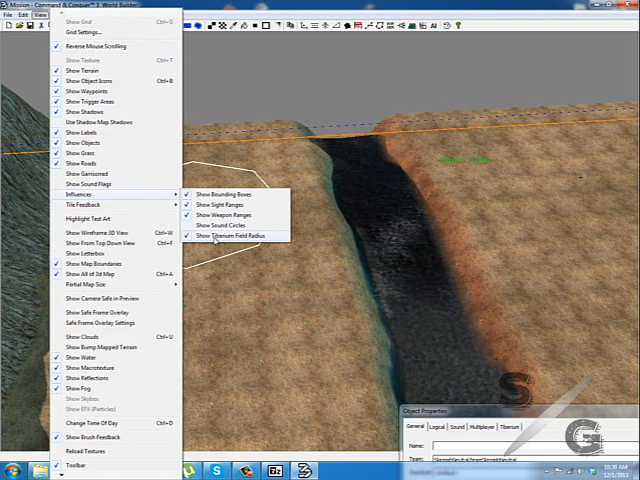 Mission - Command & Conquer™ 3: World Builder
File Edit View
Show Grid Ctrl+G
Grid Settings...
Reverse Mouse Scrolling
Show Texture Ctrl+T
Show Terrain
Show Object Icons Ctrl+B
Show Waypoints
Show Trigger Areas
Show Shadows
Use Shadow Map Shadows
Show Labels
Show Objects
Show Grass
Show Roads
Show Garrisoned
Show Sound Flags
Influences
Show Bounding Boxes
Show Sight Ranges
Show Weapon Ranges
Show Sound Circles
Show Tiberium Field Radius
Tile Feedback
Highlight Test Art
Show Wireframe 3D View Ctrl+W
Show From Top Down View Ctrl+F
Show Letterbox
Show Map Boundaries
Show All of 3d Map Ctrl+A
Partial Map Size
Show Camera Safe in Preview
Show Safe Frame Overlay
Safe Frame Overlay Settings
Show Clouds Ctrl+U
Show Bump Mapped Terrain
Show Water
Show Macrotexture
Show Reflections
Show Fog
Show Skybox
Show EFX (Particles)
Change Time Of Day Ctrl+D
Show Brush Feedback
Reload Textures
Toolbar
Object Properties
General Logical Sound Multiplayer Tiberium
Name:
Team:
S
G
10:30 AM
12/1/2013